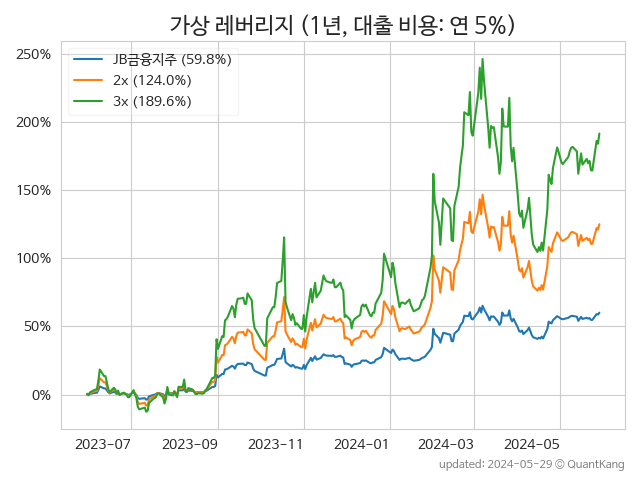 가상 레버리지 (1년, 대출 비용: 연 5%)
JB금융지주 (59.8%)
2x (124.0%)
3x (189.6%)
250%
200%
150%
100%
50%
0%
2023-07 2023-09 2023-11 2024-01 2024-03 2024-05
updated: 2024-05-29 © QuantKang